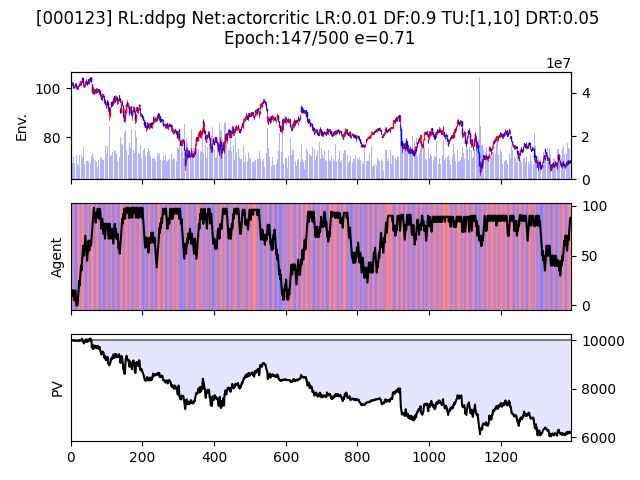 [000123] RL:ddpg Net:actorcritic LR:0.01 DF:0.9 TU:[1,10] DRT:0.05
Epoch:147/500 e=0.71
1e7
100
80
Env.
4
2
0
Agent
100
50
0
PV
10000
8000
6000
0 200 400 600 800 1000 1200